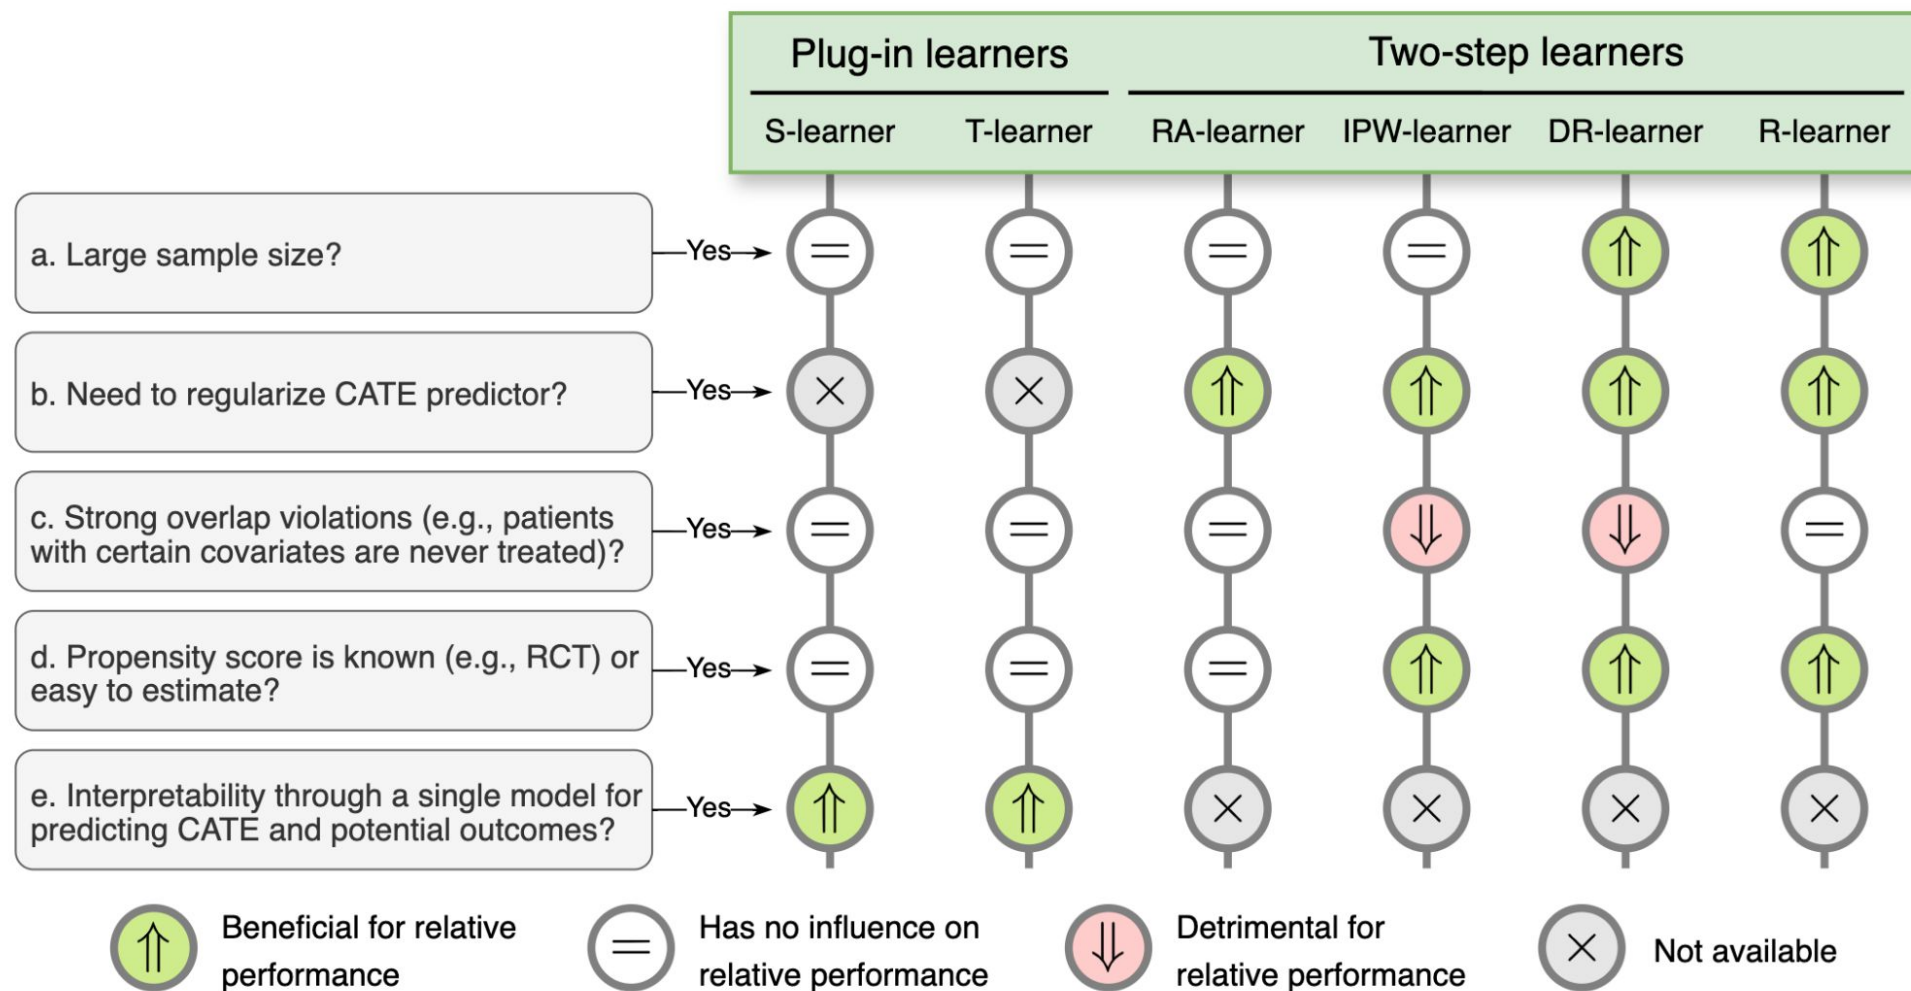 Plug-in learners
Two-step learners
S-learner
T-learner
RA-learner
IPW-learner
DR-learner
R-learner
a. Large sample size?
Yes
=
=
=
=
⇑
⇑
b. Need to regularize CATE predictor?
Yes
×
×
⇑
⇑
⇑
⇑
c. Strong overlap violations (e.g., patients
with certain covariates are never treated)?
Yes
=
=
=
⇓
⇓
=
d. Propensity score is known (e.g., RCT) or
easy to estimate?
Yes
=
=
=
⇑
⇑
⇑
e. Interpretability through a single model for
predicting CATE and potential outcomes?
Yes
⇑
⇑
×
×
×
×
⇑
Beneficial for relative
performance
=
Has no influence on
relative performance
⇓
Detrimental for
relative performance
×
Not available